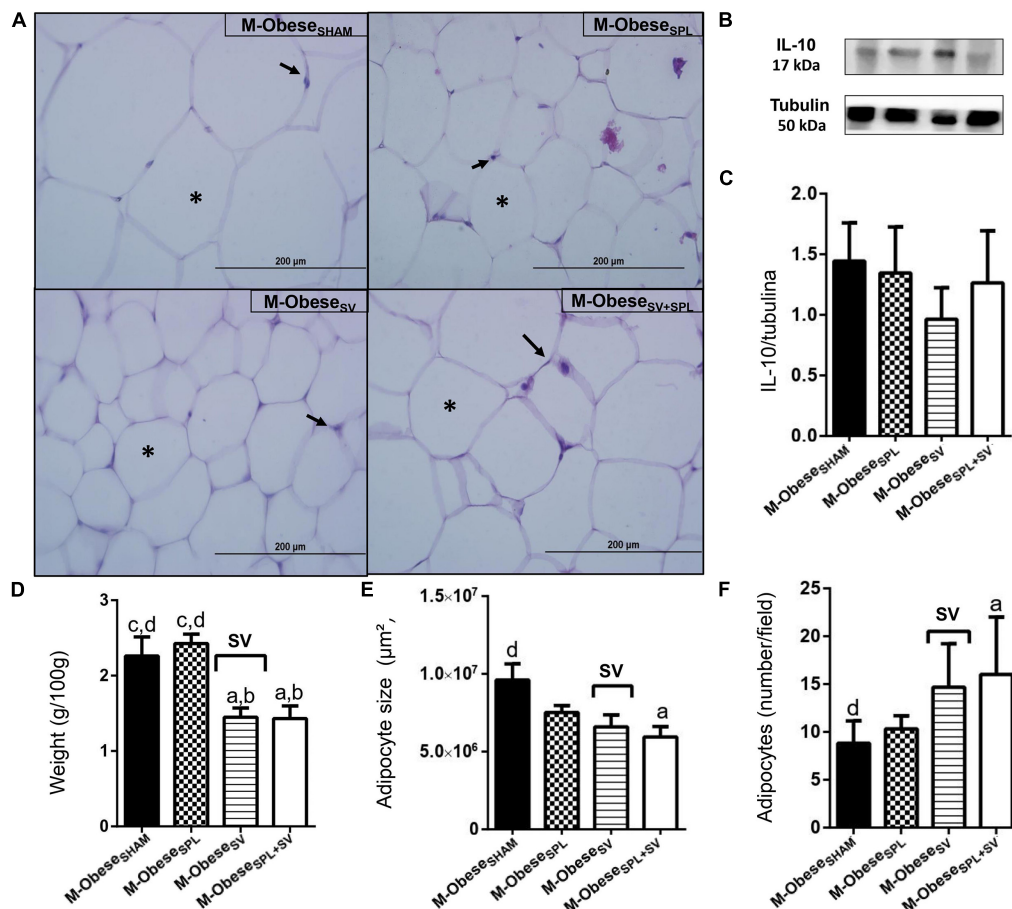 A
M-ObeseSHAM
M-ObeseSPL
*
*
200 µm
200 µm
M-ObeseSV
M-ObeseSV+SPL
*
*
200 µm
200 µm
B
IL-10
17 kDa
Tubulin
50 kDa
C
IL-10/tubulina
2.0
1.5
1.0
0.5
0.0
M-ObeseSHAM
M-ObeseSPL
M-ObeseSV
M-ObeseSPL+SV
D
Weight (g/100g)
3
2
1
0
c,d
c,d
SV
a,b
a,b
M-ObeseSHAM
M-ObeseSPL
M-ObeseSV
M-ObeseSPL+SV
E
Adipocyte size (µm²,
1.5×10⁷
1.0×10⁷
5.0×10⁶
0
d
SV
a
M-ObeseSHAM
M-ObeseSPL
M-ObeseSV
M-ObeseSPL+SV
F
Adipocytes (number/field)
25
20
15
10
5
0
d
SV
a
M-ObeseSHAM
M-ObeseSPL
M-ObeseSV
M-ObeseSPL+SV